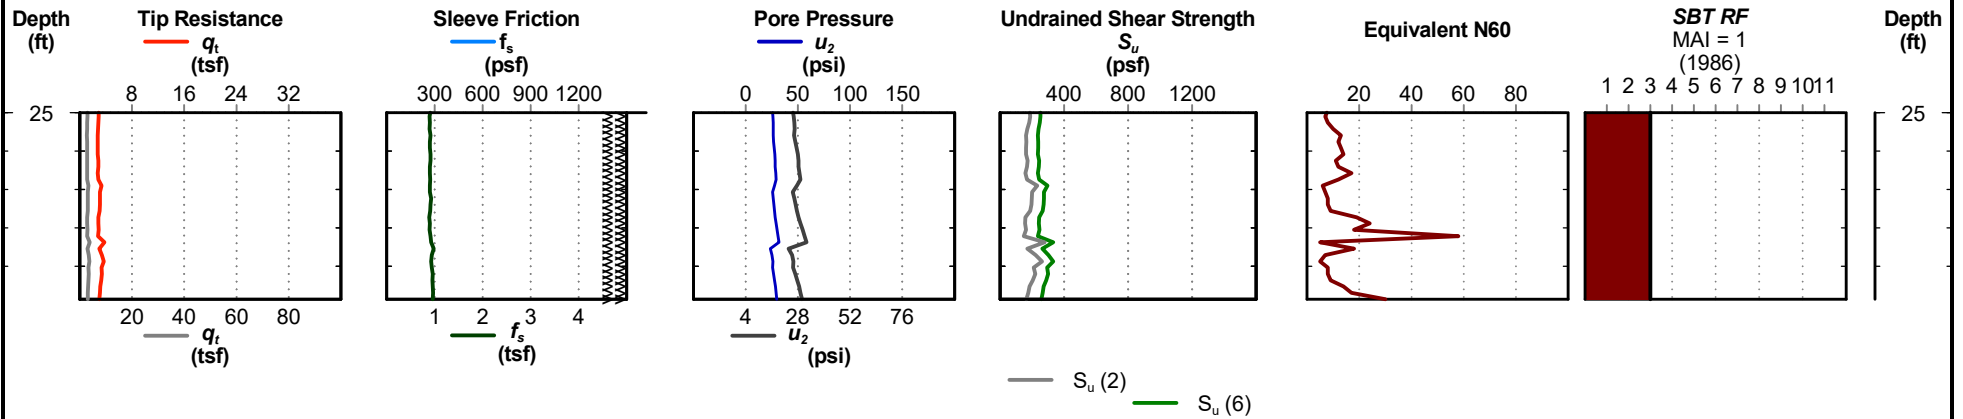 Depth
(ft)
Tip Resistance
qt
(tsf)
8 16 24 32
Sleeve Friction
fs
(psf)
300 600 900 1200
Pore Pressure
u2
(psi)
0 50 100 150
Undrained Shear Strength
Su
(psf)
400 800 1200
Equivalent N60
20 40 60 80
SBT RF
MAI = 1
(1986)
1 2 3 4 5 6 7 8 9 10 11
Depth
(ft)
25
25
20 40 60 80
qt
(tsf)
1 2 3 4
fs
(tsf)
4 28 52 76
u2
(psi)
Su (2)
Su (6)